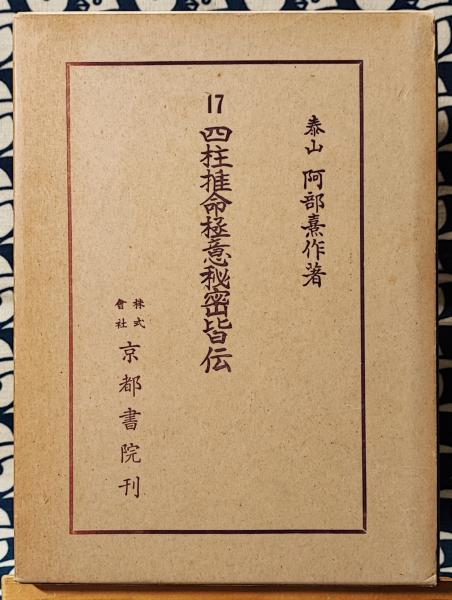 泰山 阿部熹作著
17 四柱推命極意秘密皆伝
株式會社 京都書院刊